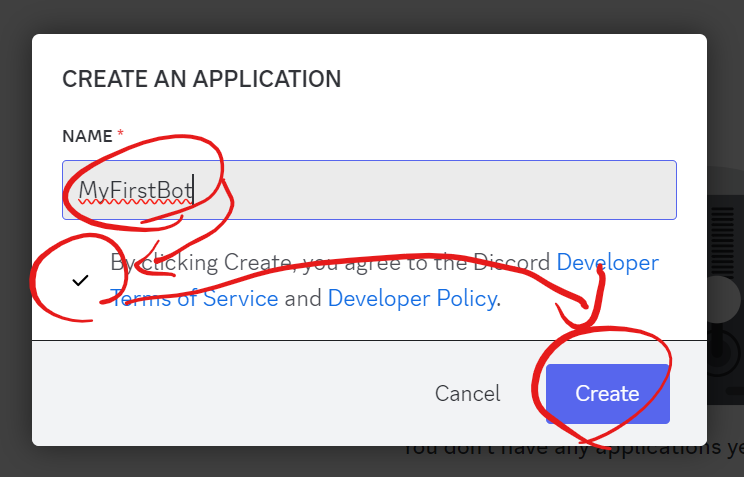 CREATE AN APPLICATION
NAME *
MyFirstBot
By clicking Create, you agree to the Discord Developer
Terms of Service and Developer Policy.
Cancel
Create
You don't have any applications ye